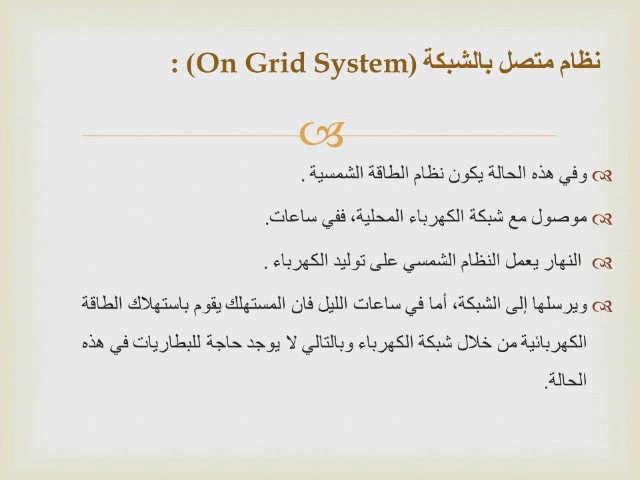 نظام متصل بالشبكة (On Grid System) :
وفي هذه الحالة يكون نظام الطاقة الشمسية .
موصول مع شبكة الكهرباء المحلية، ففي ساعات.
النهار يعمل النظام الشمسي على توليد الكهرباء .
ويرسلها إلى الشبكة، أما في ساعات الليل فان المستهلك يقوم باستهلاك الطاقة
الكهربائية من خلال شبكة الكهرباء وبالتالي لا يوجد حاجة للبطاريات في هذه
الحالة.